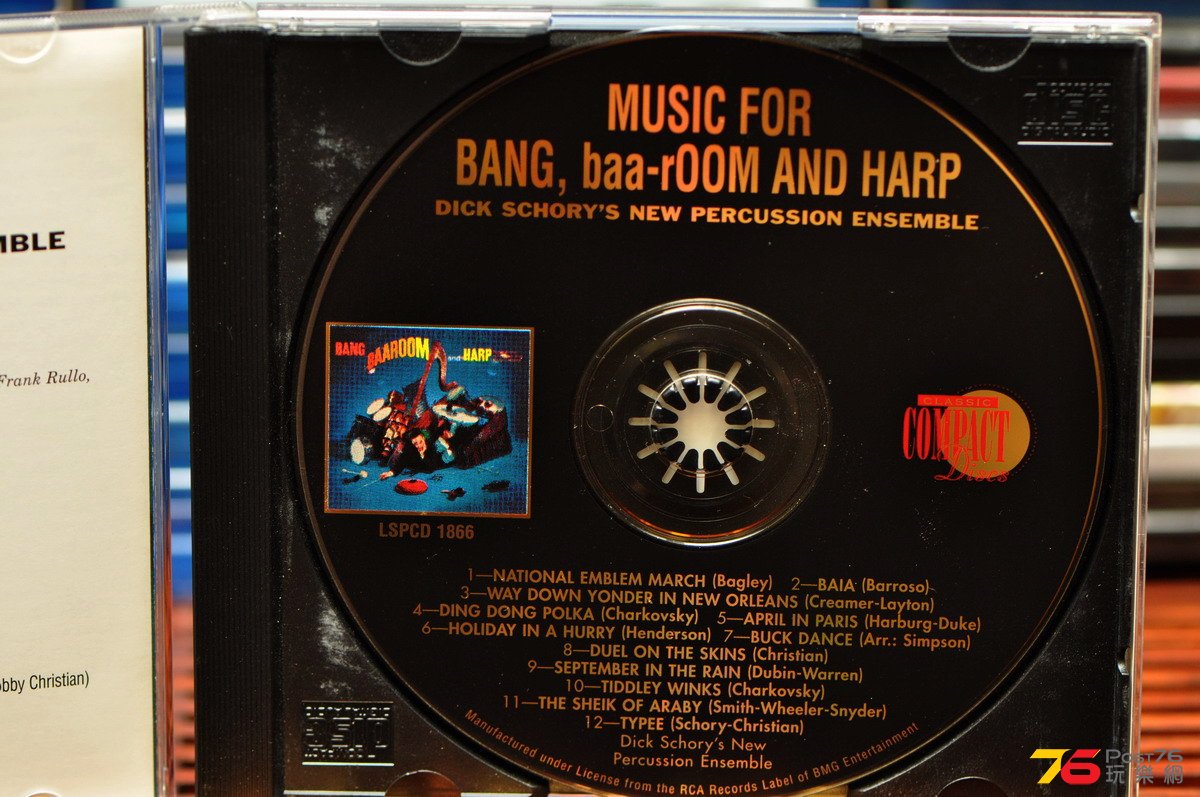 MBLE
Frank Rullo,
obby Christian)
MUSIC FOR
BANG, baa-rOOM AND HARP
DICK SCHORY'S NEW PERCUSSION ENSEMBLE
BANG BAAROOM and HARP
LSPCD 1866
CLASSIC
COMPACT
Discs
COMPACT
DIGITAL AUDIO
1—NATIONAL EMBLEM MARCH (Bagley) 2—BAIA (Barroso)
3—WAY DOWN YONDER IN NEW ORLEANS (Creamer-Layton)
4—DING DONG POLKA (Charkovsky) 5—APRIL IN PARIS (Harburg-Duke)
6—HOLIDAY IN A HURRY (Henderson) 7—BUCK DANCE (Arr.: Simpson)
8—DUEL ON THE SKINS (Christian)
9—SEPTEMBER IN THE RAIN (Dubin-Warren)
10—TIDDLEY WINKS (Charkovsky)
11—THE SHEIK OF ARABY (Smith-Wheeler-Snyder)
12—TYPEE (Schory-Christian)
Dick Schory's New
Percussion Ensemble
Manufactured under License from the RCA Records Label of BMG Entertainment
76 Post76
玩樂網